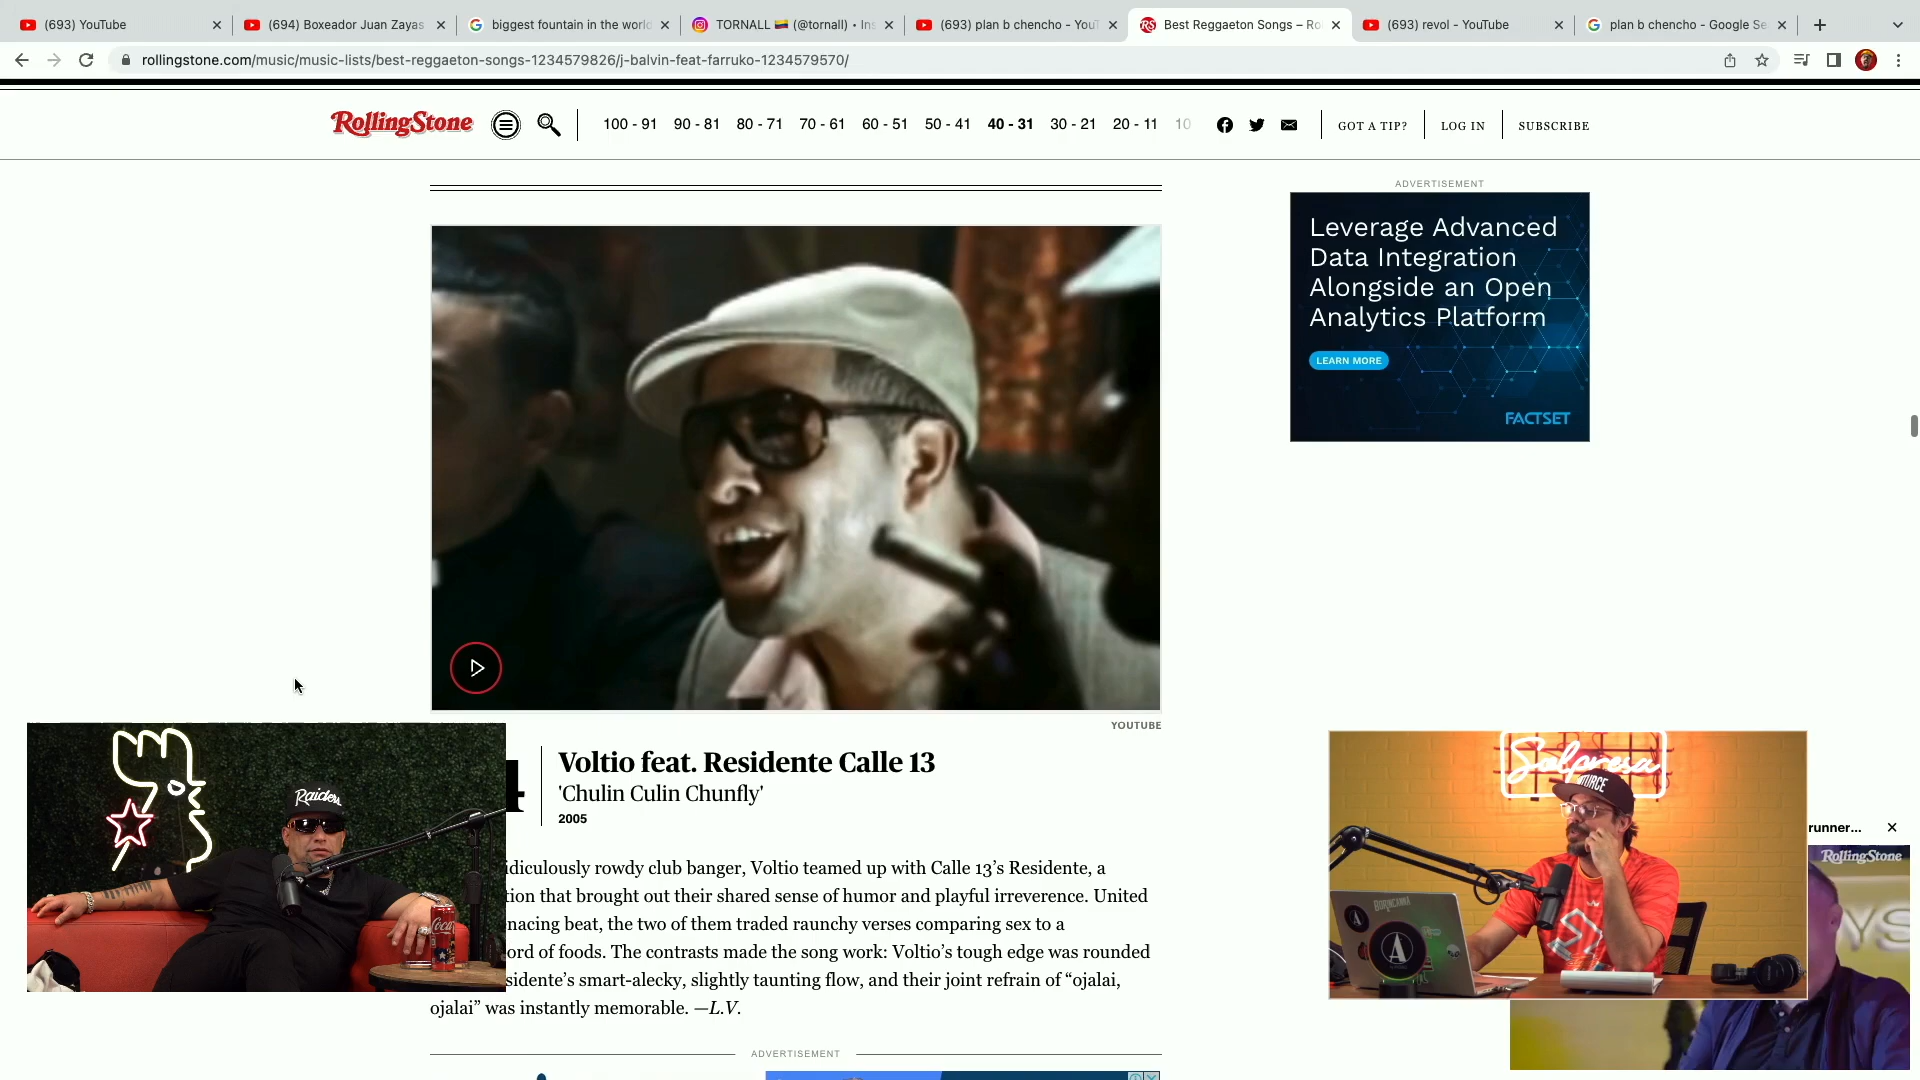 (693) YouTube
(694) Boxeador Juan Zayas
biggest fountain in the world
TORNALL 🇨🇴 (@tornall) • Ins
(693) plan b chencho - YouT
Best Reggaeton Songs – Ro
(693) revol - YouTube
plan b chencho - Google Se
rollingstone.com/music/music-lists/best-reggaeton-songs-1234579826/j-balvin-feat-farruko-1234579570/
RollingStone
100 - 91 90 - 81 80 - 71 70 - 61 60 - 51 50 - 41 40 - 31 30 - 21 20 - 11 10
GOT A TIP?
LOG IN
SUBSCRIBE
ADVERTISEMENT
Leverage Advanced
Data Integration
Alongside an Open
Analytics Platform
LEARN MORE
FACTSET
YOUTUBE
4
Voltio feat. Residente Calle 13
'Chulin Culin Chunfly'
2005
idiculously rowdy club banger, Voltio teamed up with Calle 13’s Residente, a
tion that brought out their shared sense of humor and playful irreverence. United
nacing beat, the two of them traded raunchy verses comparing sex to a
ord of foods. The contrasts made the song work: Voltio’s tough edge was rounded
sidente’s smart-alecky, slightly taunting flow, and their joint refrain of “ojalai,
ojalai” was instantly memorable. —L.V.
ADVERTISEMENT
Raiders
Coca
Solpresa
BORINCANNA
runner...
RollingStone